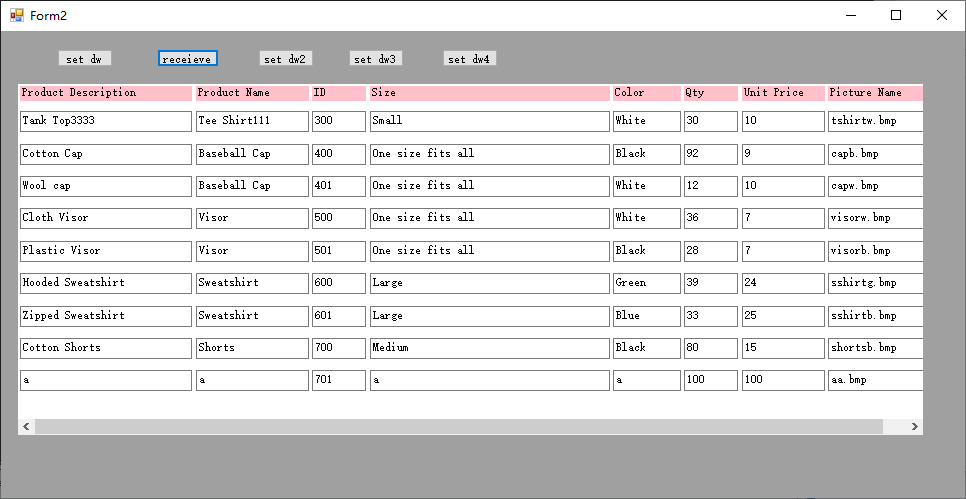 Form2
set dw receieve set dw2 set dw3 set dw4
Product Description Product Name ID Size Color Qty Unit Price Picture Name
Tank Top3333 Tee Shirt111 300 Small White 30 10 tshirtw.bmp
Cotton Cap Baseball Cap 400 One size fits all Black 92 9 capb.bmp
Wool cap Baseball Cap 401 One size fits all White 12 10 capw.bmp
Cloth Visor Visor 500 One size fits all White 36 7 visorw.bmp
Plastic Visor Visor 501 One size fits all Black 28 7 visorb.bmp
Hooded Sweatshirt Sweatshirt 600 Large Green 39 24 sshirtg.bmp
Zipped Sweatshirt Sweatshirt 601 Large Blue 33 25 sshirtb.bmp
Cotton Shorts Shorts 700 Medium Black 80 15 shortsb.bmp
a a 701 a a 100 100 aa.bmp